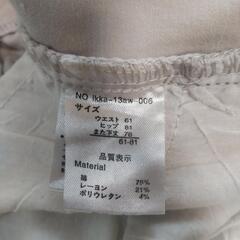 NO ikka-13aw-006
サイズ
ウエスト 61
ヒップ 81
また下丈 78
61-81
品質表示
Material
綿 75%
レーヨン 21%
ポリウレタン 4%